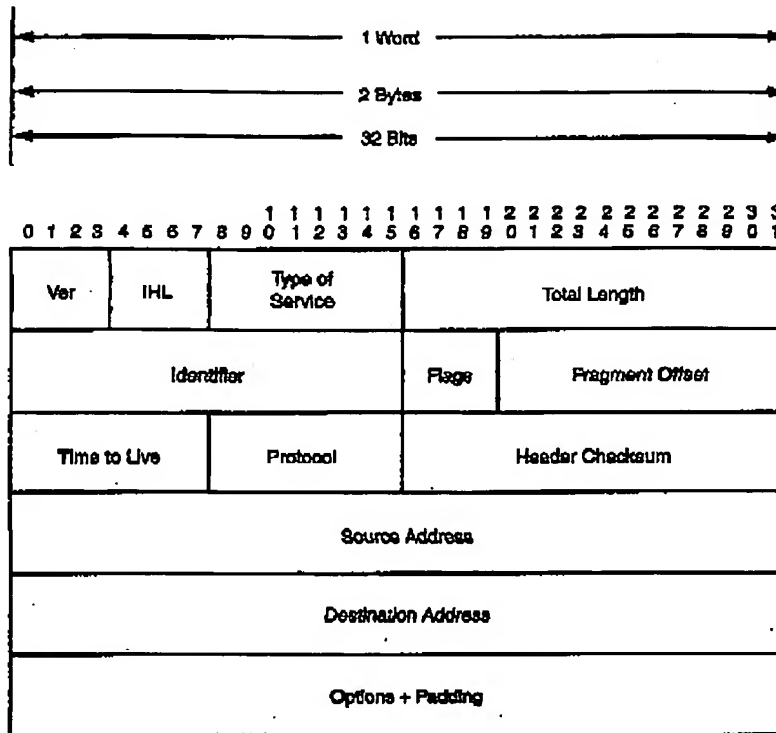 1 Word
2 Bytes
32 Bits
1 1 1 1 1 1 1 1 1 1 2 2 2 2 2 2 2 2 2 2 3 3
0 1 2 3 4 5 6 7 8 9 0 1 2 3 4 5 6 7 8 9 0 1 2 3 4 5 6 7 8 9 0 1
Ver
IHL
Type of
Service
Total Length
Identifier
Flags
Fragment Offset
Time to Live
Protocol
Header Checksum
Source Address
Destination Address
Options + Padding